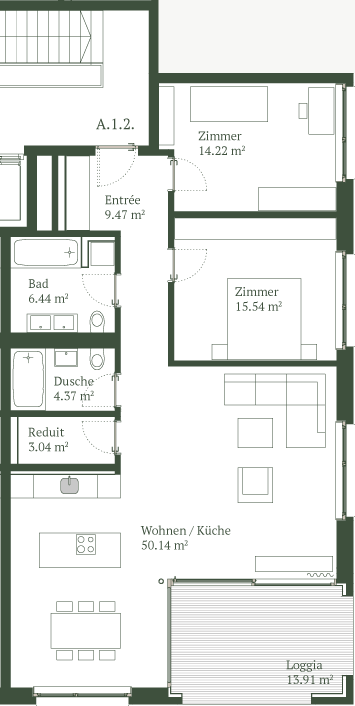 A.1.2.
Zimmer
14.22 m²
Entrée
9.47 m²
Bad
6.44 m²
Zimmer
15.54 m²
Dusche
4.37 m²
Reduit
3.04 m²
Wohnen / Küche
50.14 m²
Loggia
13.91 m²